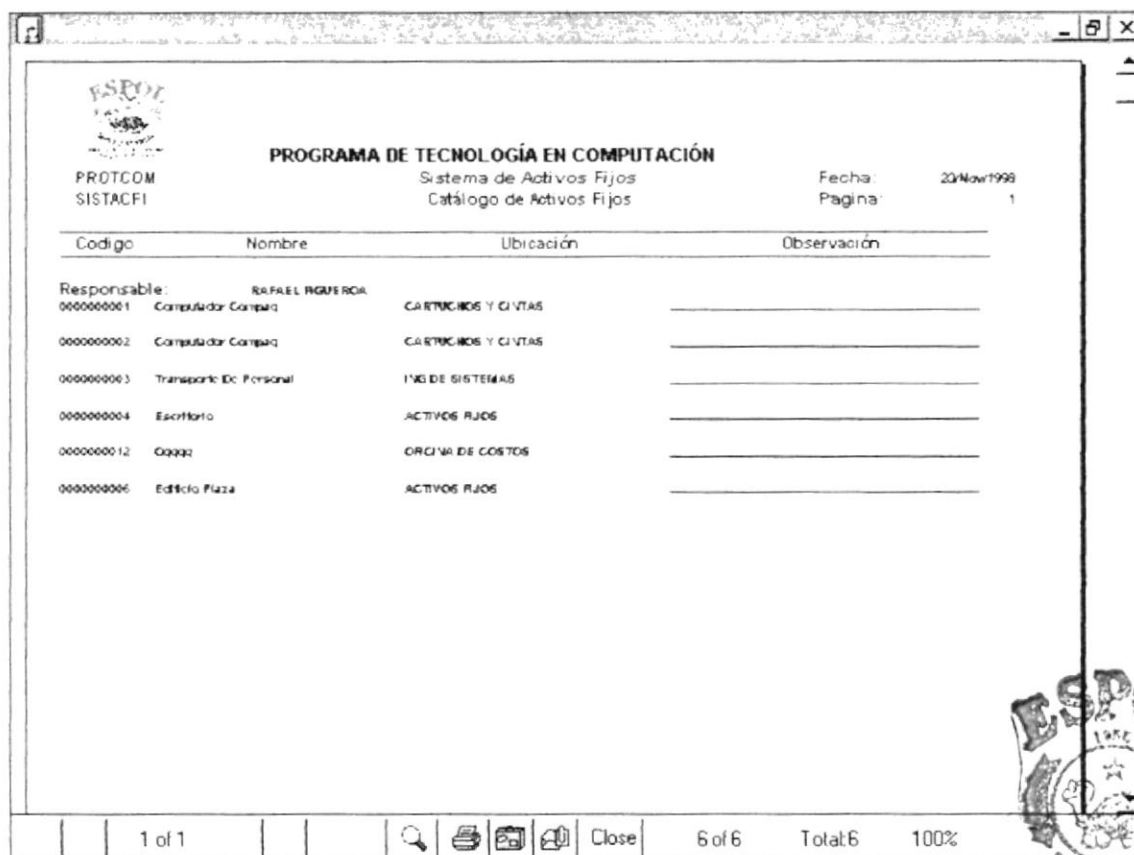 ESPOL
PROGRAMA DE TECNOLOGÍA EN COMPUTACIÓN
PROTCOM Sistema de Activos Fijos Fecha: 20/Nov/1998
SISTACFI Catálogo de Activos Fijos Pagina: 1
Codigo Nombre Ubicación Observación
Responsable: RAFAEL FIGUEROA
0000000001 Computador Compaq CARTUCHOS Y CINTAS
0000000002 Computador Compaq CARTUCHOS Y CINTAS
0000000003 Transporte De Personal ING DE SISTEMAS
0000000004 Escritorio ACTIVOS FIJOS
0000000012 Qqqqq OFICINA DE COSTOS
0000000006 Edificio Plaza ACTIVOS FIJOS
ESP
1 of 1 Close 6 of 6 Total:6 100%